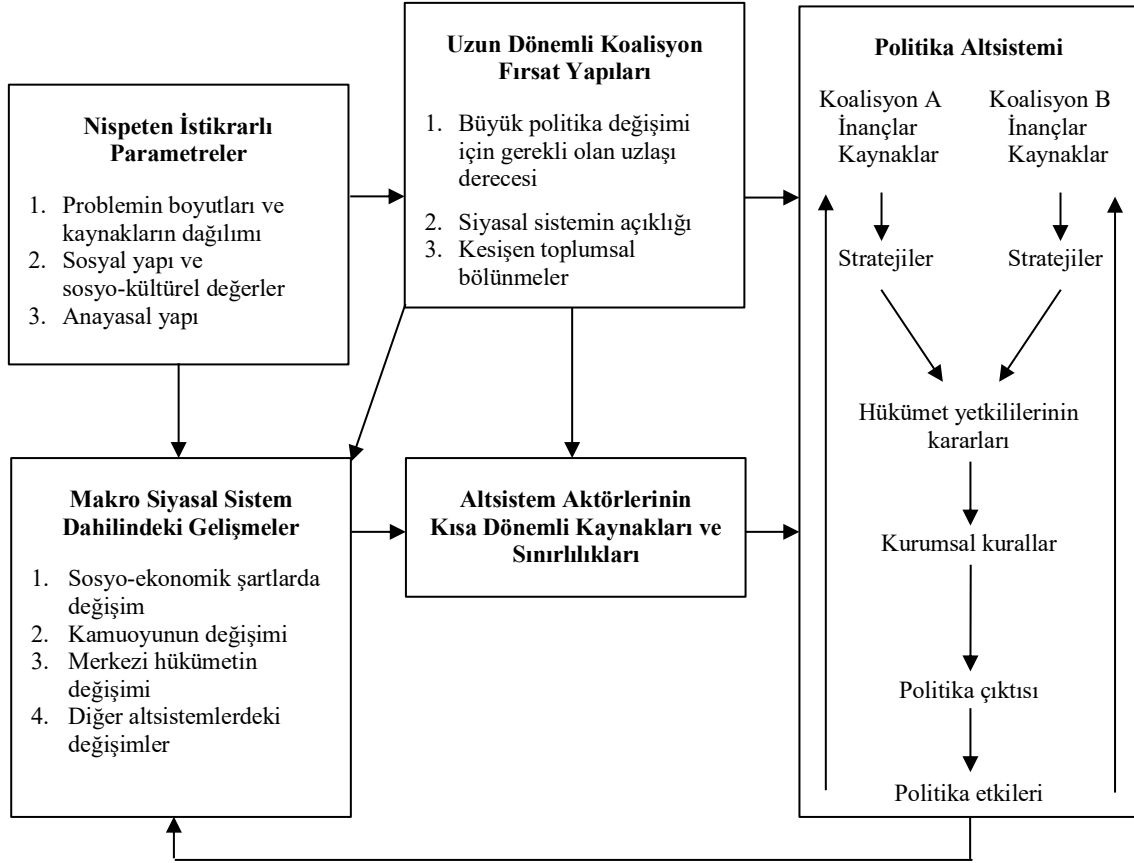 Nispeten İstikrarlı
Parametreler
1. Problemin boyutları ve
kaynakların dağılımı
2. Sosyal yapı ve
sosyo-kültürel değerler
3. Anayasal yapı
Uzun Dönemli Koalisyon
Fırsat Yapıları
1. Büyük politika değişimi
için gerekli olan uzlaşı
derecesi
2. Siyasal sistemin açıklığı
3. Kesişen toplumsal
bölünmeler
Makro Siyasal Sistem
Dahilindeki Gelişmeler
1. Sosyo-ekonomik şartlarda
değişim
2. Kamuoyunun değişimi
3. Merkezi hükümetin
değişimi
4. Diğer altsistemlerdeki
değişimler
Altsistem Aktörlerinin
Kısa Dönemli Kaynakları ve
Sınırlılıkları
Politika Altsistemi
Koalisyon A
İnançlar
Kaynaklar
Koalisyon B
İnançlar
Kaynaklar
Stratejiler
Stratejiler
Hükümet yetkililerinin
kararları
Kurumsal kurallar
Politika çıktısı
Politika etkileri